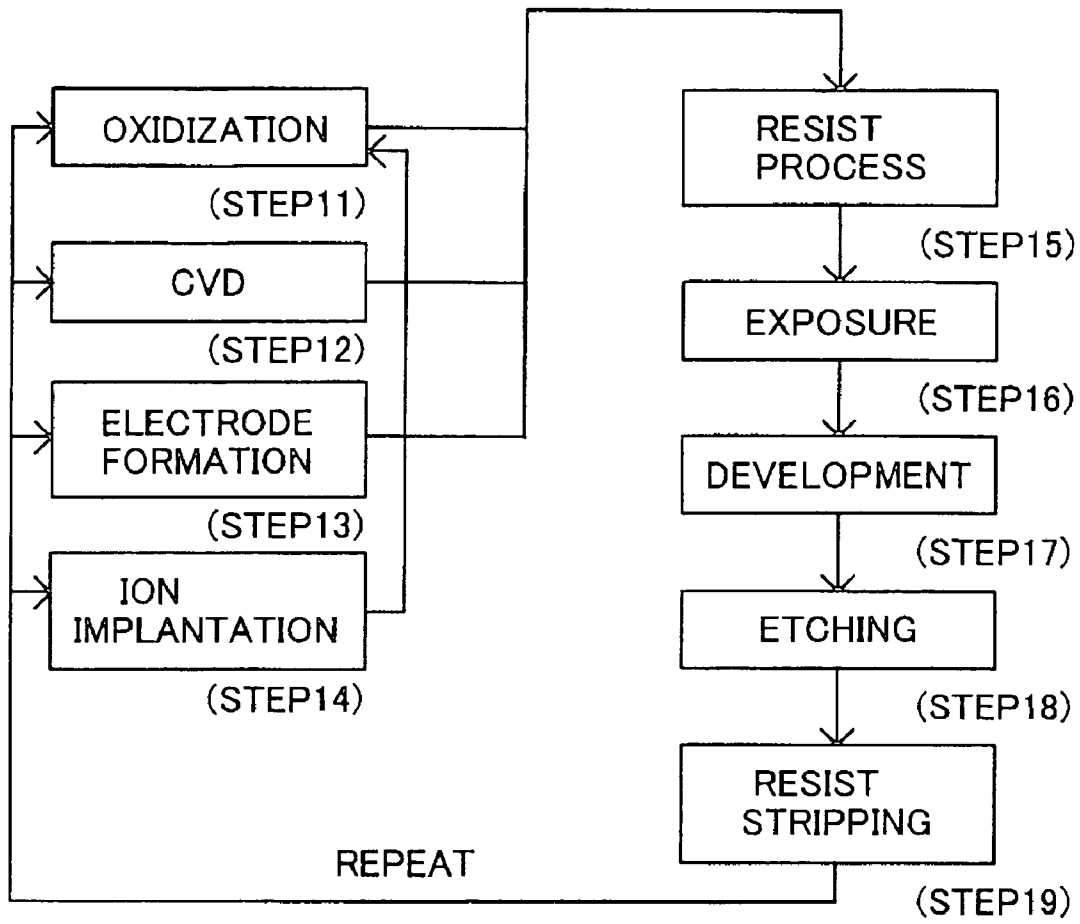 OXIDIZATION
(STEP11)
CVD
(STEP12)
ELECTRODE
FORMATION
(STEP13)
ION
IMPLANTATION
(STEP14)
RESIST
PROCESS
(STEP15)
EXPOSURE
(STEP16)
DEVELOPMENT
(STEP17)
ETCHING
(STEP18)
RESIST
STRIPPING
(STEP19)
REPEAT